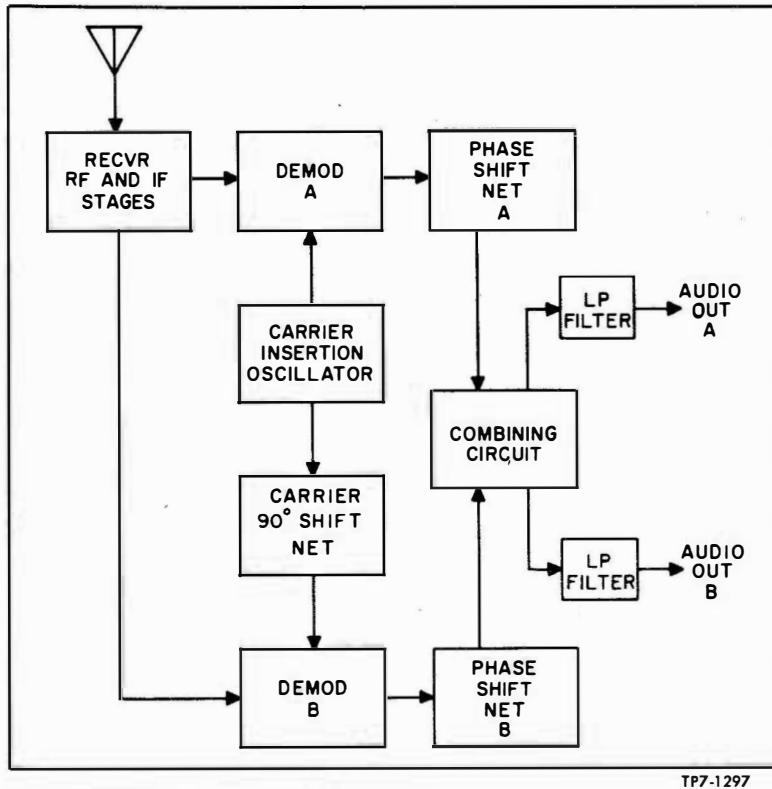 RECVR
RF AND IF
STAGES
DEMOD
A
PHASE
SHIFT
NET
A
CARRIER
INSERTION
OSCILLATOR
LP
FILTER
AUDIO
OUT
A
COMBINING
CIRCUIT
CARRIER
90° SHIFT
NET
LP
FILTER
AUDIO
OUT
B
DEMOD
B
PHASE
SHIFT
NET
B
TP7-1297